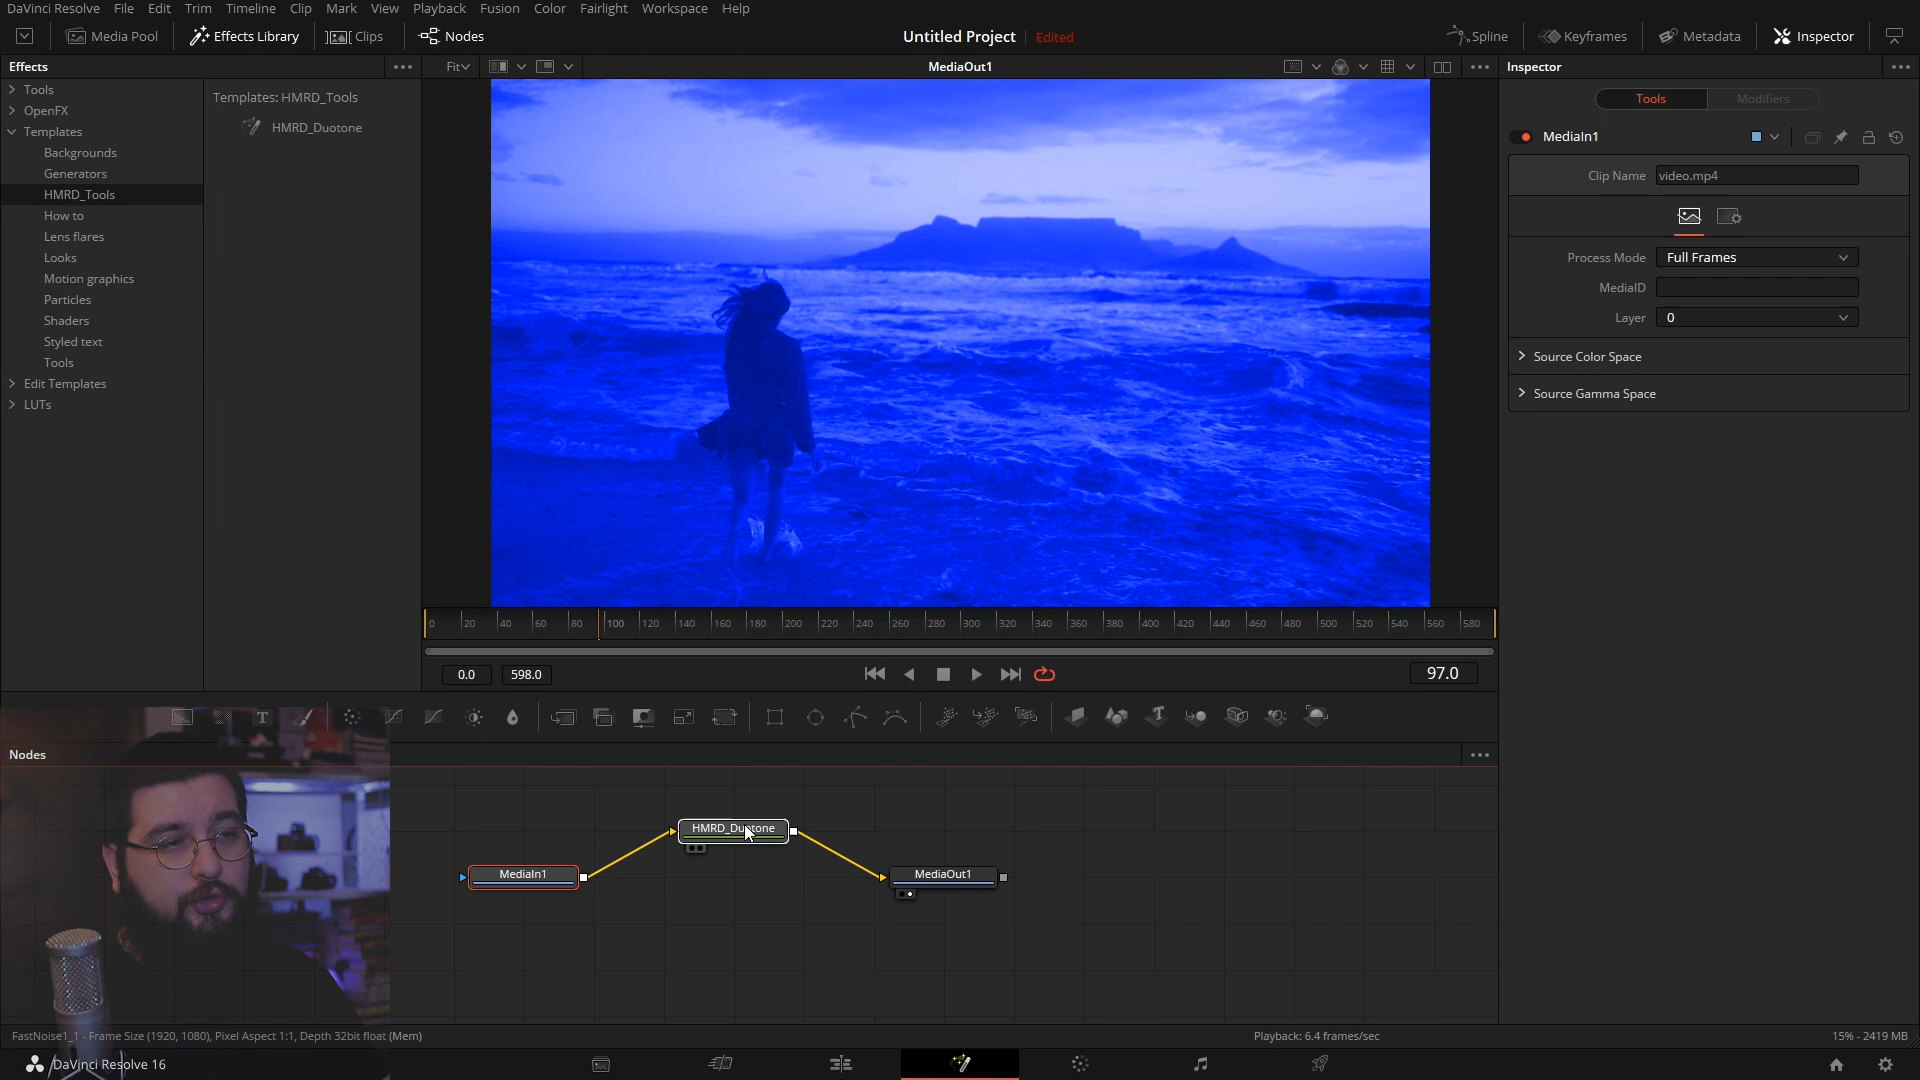 DaVinci Resolve File Edit Trim Timeline Clip Mark View Playback Fusion Color Fairlight Workspace Help
Media Pool Effects Library Clips Nodes Untitled Project Edited Spline Keyframes Metadata Inspector
Effects Fit MediaOut1 Inspector
Tools
OpenFX
Templates
Backgrounds
Generators
HMRD_Tools
How to
Lens flares
Looks
Motion graphics
Particles
Shaders
Styled text
Tools
Edit Templates
LUTs
Templates: HMRD_Tools
HMRD_Duotone
Tools Modifiers
MediaIn1
Clip Name video.mp4
Process Mode Full Frames
MediaID
Layer 0
Source Color Space
Source Gamma Space
0 20 40 60 80 100 120 140 160 180 200 220 240 260 280 300 320 340 360 380 400 420 440 460 480 500 520 540 560 580
0.0 598.0 97.0
Nodes
HMRD_Duotone
MediaIn1 MediaOut1
FastNoise1_1 - Frame Size (1920, 1080), Pixel Aspect 1:1, Depth 32bit float (Mem) Playback: 6.4 frames/sec 15% - 2419 MB
DaVinci Resolve 16